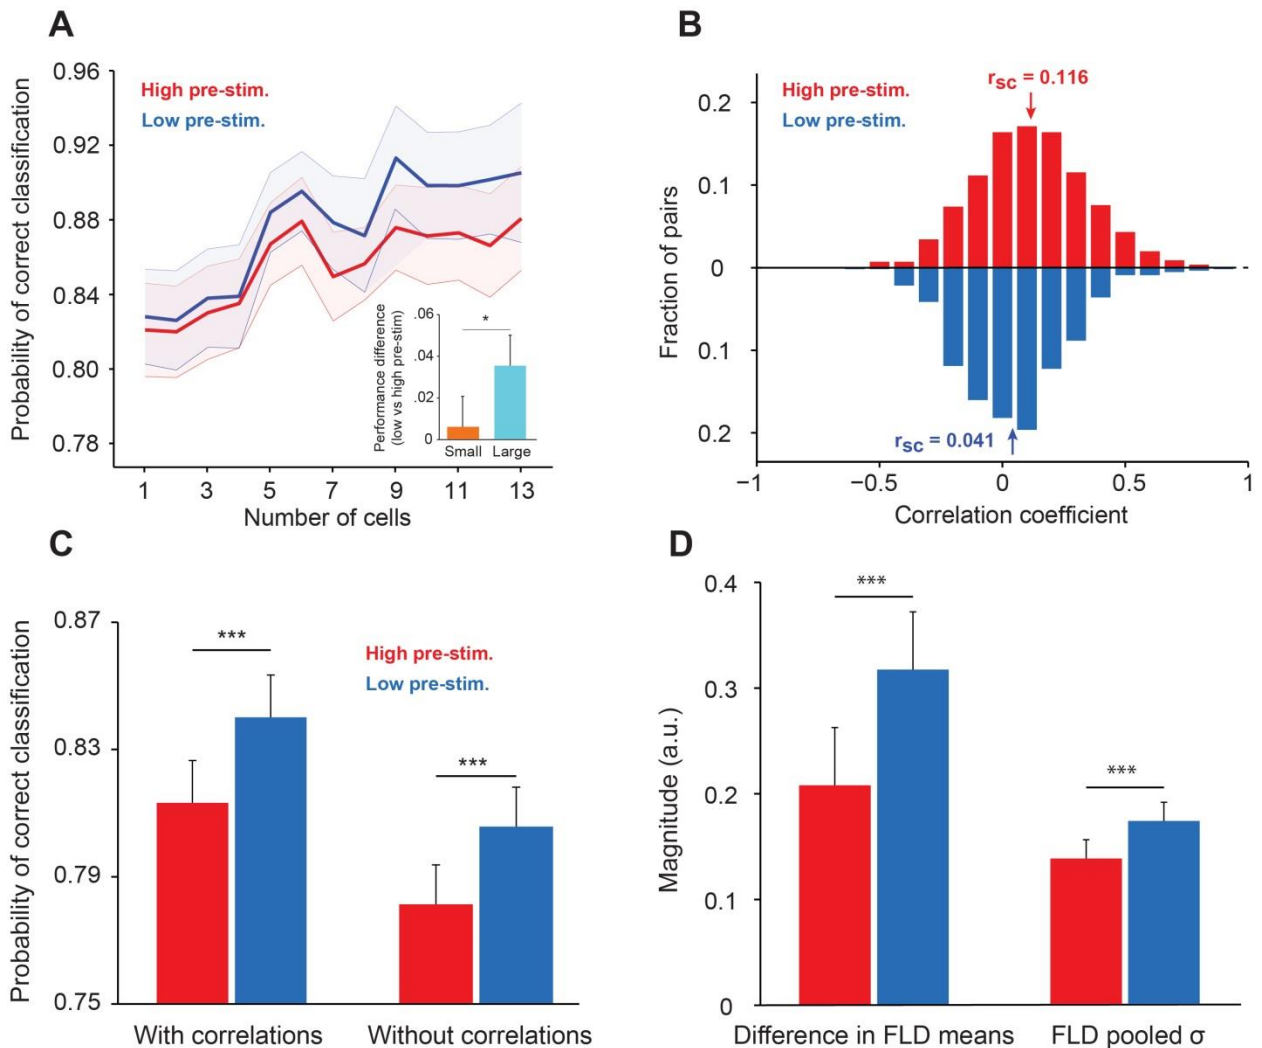 A
Probability of correct classification
0.96
0.92
0.88
0.84
0.80
0.78
High pre-stim.
Low pre-stim.
1 3 5 7 9 11 13
Number of cells
Performance difference
(low vs high pre-stim)
.06
.04
.02
0
*
Small Large
B
Fraction of pairs
0.2
0.1
0
0.1
0.2
High pre-stim.
Low pre-stim.
rsc = 0.116
rsc = 0.041
−1 −0.5 0 0.5 1
Correlation coefficient
C
Probability of correct classification
0.87
0.83
0.79
0.75
***
***
High pre-stim.
Low pre-stim.
With correlations Without correlations
D
Magnitude (a.u.)
0.4
0.3
0.2
0.1
0
***
***
Difference in FLD means FLD pooled σ